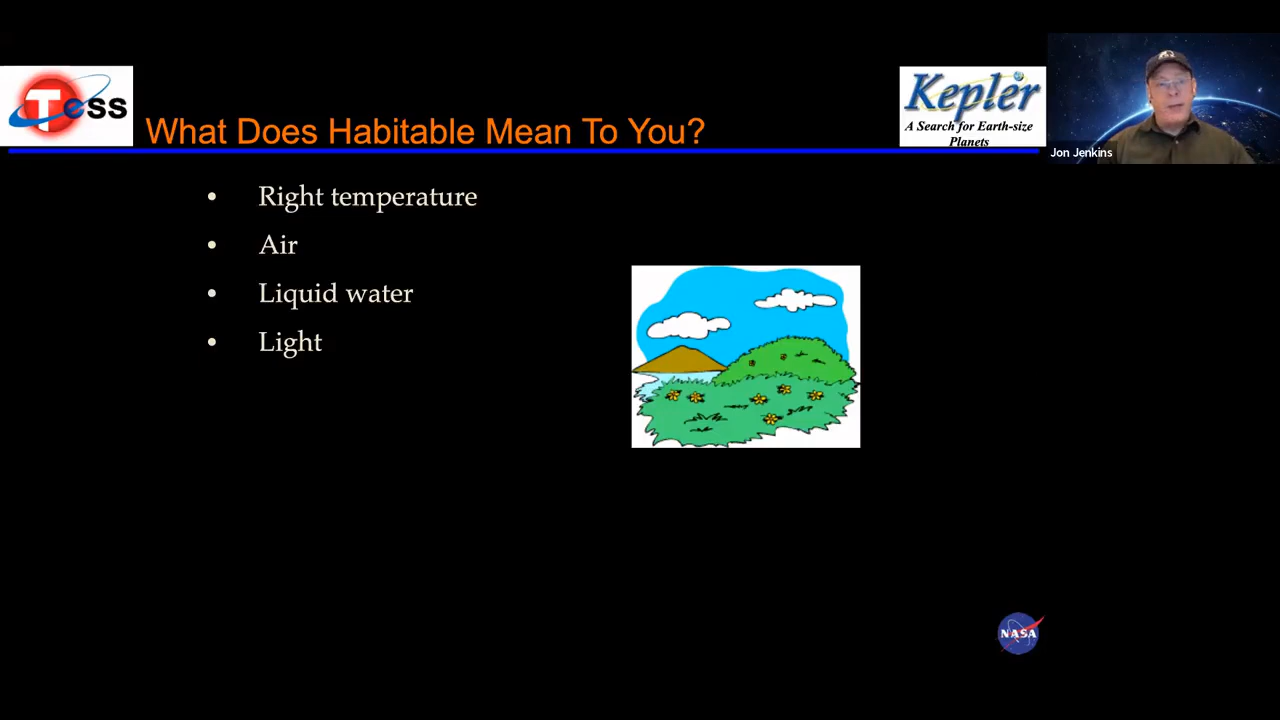 Tess
What Does Habitable Mean To You?
Kepler
A Search for Earth-size
Planets
Jon Jenkins
• Right temperature
• Air
• Liquid water
• Light
NASA